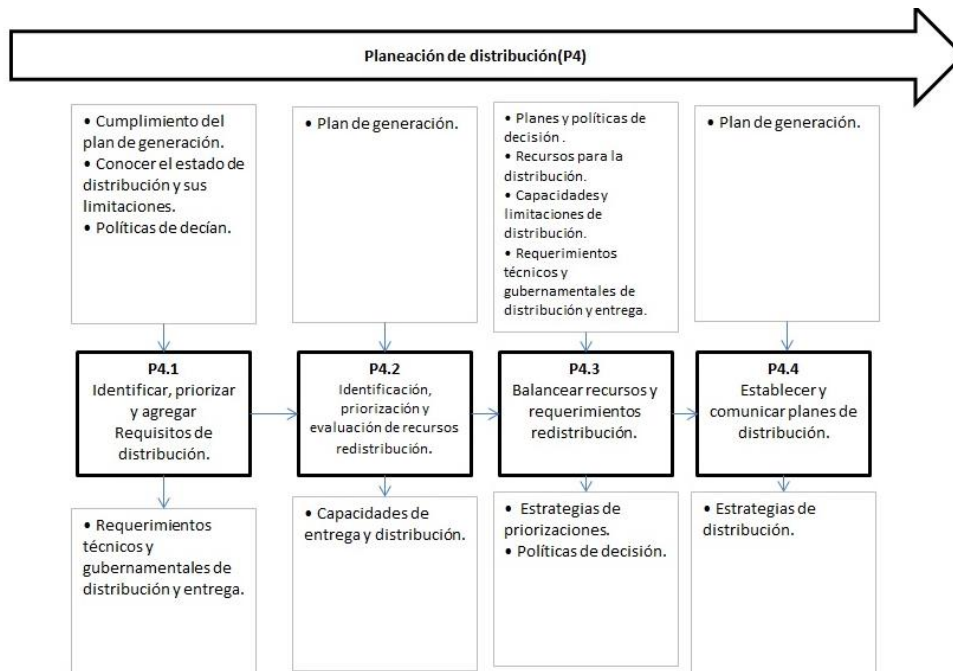 Planeación de distribución(P4)
• Cumplimiento del
plan de generación.
• Conocer el estado de
distribución y sus
limitaciones.
• Políticas de decían.
• Plan de generación.
• Planes y políticas de
decisión .
• Recursos para la
distribución.
• Capacidades y
limitaciones de
distribución.
• Requerimientos
técnicos y
gubernamentales de
distribución y entrega.
• Plan de generación.
P4.1
Identificar, priorizar
y agregar
Requisitos de
distribución.
P4.2
Identificación,
priorización y
evaluación de recursos
redistribución.
P4.3
Balancear recursos y
requerimientos
redistribución.
P4.4
Establecer y
comunicar planes de
distribución.
• Requerimientos
técnicos y
gubernamentales de
distribución y entrega.
• Capacidades de
entrega y distribución.
• Estrategias de
priorizaciones.
• Políticas de decisión.
• Estrategias de
distribución.